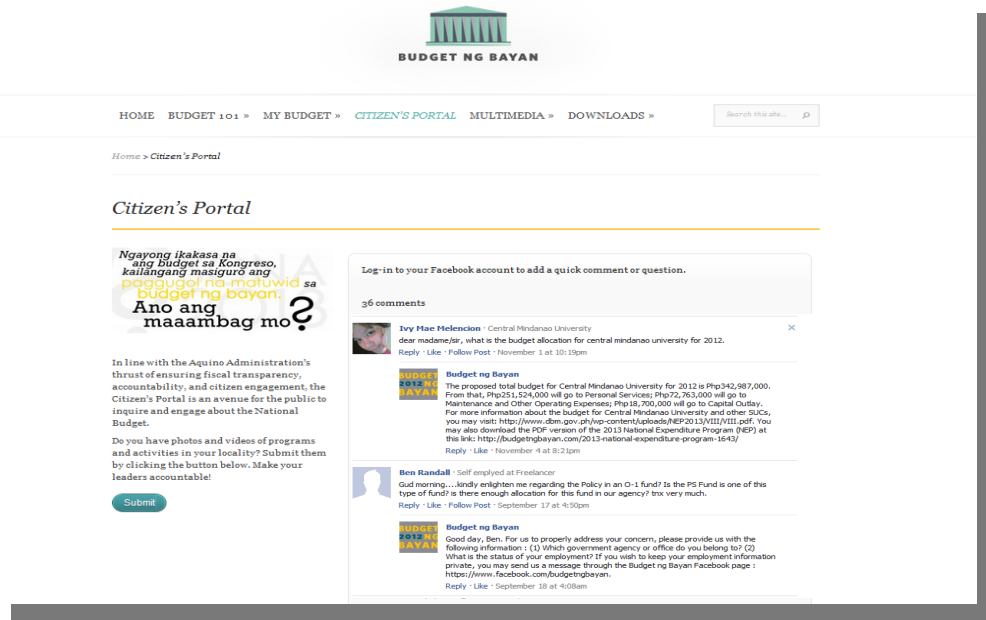 BUDGET NG BAYAN
HOME BUDGET 101 » MY BUDGET » CITIZEN'S PORTAL MULTIMEDIA » DOWNLOADS » Search this site...
Home > Citizen's Portal
Citizen's Portal
Ngayong ikakasa na
ang budget sa Kongreso,
kailangang masiguro ang
paggugol na matuwid sa
budget ng bayan.
Ano ang
maaambag mo?
In line with the Aquino Administration's
thrust of ensuring fiscal transparency,
accountability, and citizen engagement, the
Citizen's Portal is an avenue for the public to
inquire and engage about the National
Budget.
Do you have photos and videos of programs
and activities in your locality? Submit them
by clicking the button below. Make your
leaders accountable!
Submit
Log-in to your Facebook account to add a quick comment or question.
36 comments
Ivy Mae Melencion · Central Mindanao University
dear madame/sir, what is the budget allocation for central mindanao university for 2012.
Reply · Like · Follow Post · November 1 at 10:19pm
BUDGET
2012 NG
BAYAN
Budget ng Bayan
The proposed total budget for Central Mindanao University for 2012 is Php342,987,000.
From that, Php251,524,000 will go to Personal Services; Php72,763,000 will go to
Maintenance and Other Operating Expenses; Php18,700,000 will go to Capital Outlay.
For more information about the budget for Central Mindanao University and other SUCs,
you may visit: http://www.dbm.gov.ph/wp-content/uploads/NEP2013/VIII/VIII.pdf. You
may also download the PDF version of the 2013 National Expenditure Program (NEP) at
this link: http://budgetngbayan.com/2013-national-expenditure-program-1643/
Reply · Like · November 4 at 8:21pm
Ben Randall · Self emplyed at Freelancer
Gud morning....kindly enlighten me regarding the Policy in an O-1 fund? Is the PS Fund is one of this
type of fund? is there enough allocation for this fund in our agency? tnx very much.
Reply · Like · Follow Post · September 17 at 4:50pm
BUDGET
2012 NG
BAYAN
Budget ng Bayan
Good day, Ben. For us to properly address your concern, please provide us with the
following information : (1) Which government agency or office do you belong to? (2)
What is the status of your employment? If you wish to keep your employment information
private, you may send us a message through the Budget ng Bayan Facebook page :
https://www.facebook.com/budgetngbayan.
Reply · Like · September 18 at 4:08am